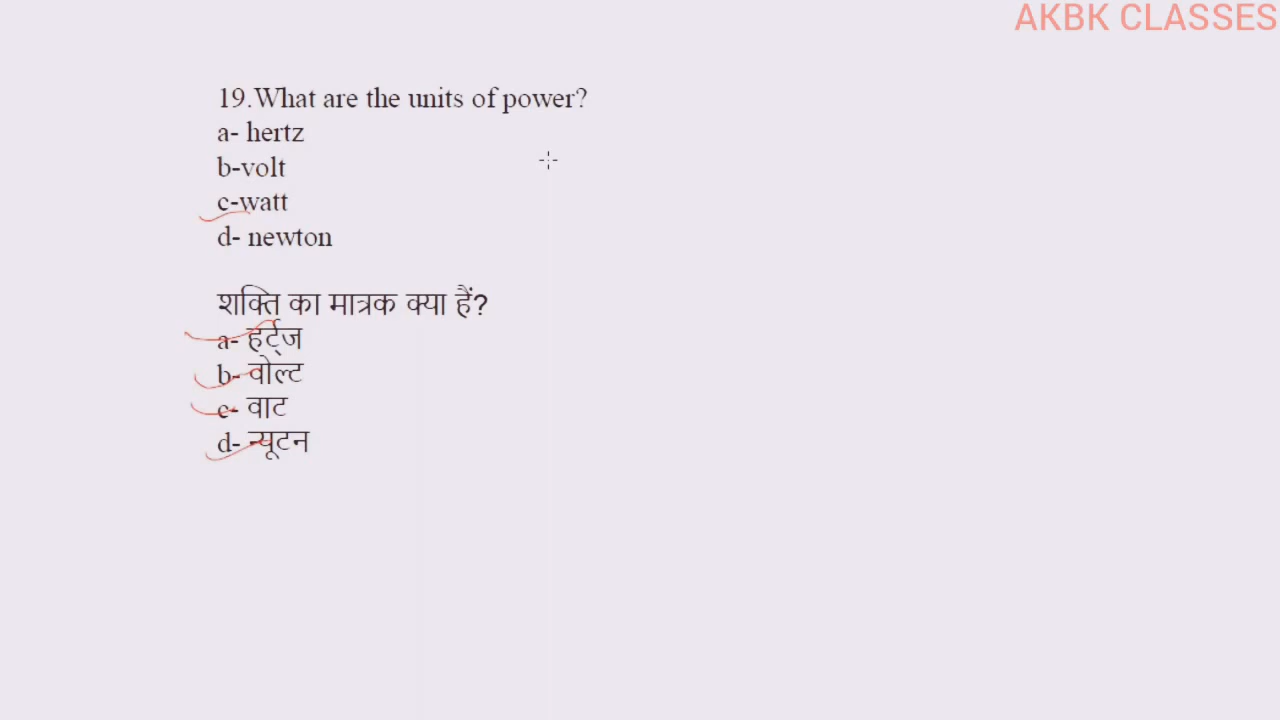 AKBK CLASSES
19.What are the units of power?
a- hertz
b-volt
c-watt
d- newton
शक्ति का मात्रक क्या हैं?
a- हर्ट्ज
b- वोल्ट
c- वाट
d- न्यूटन